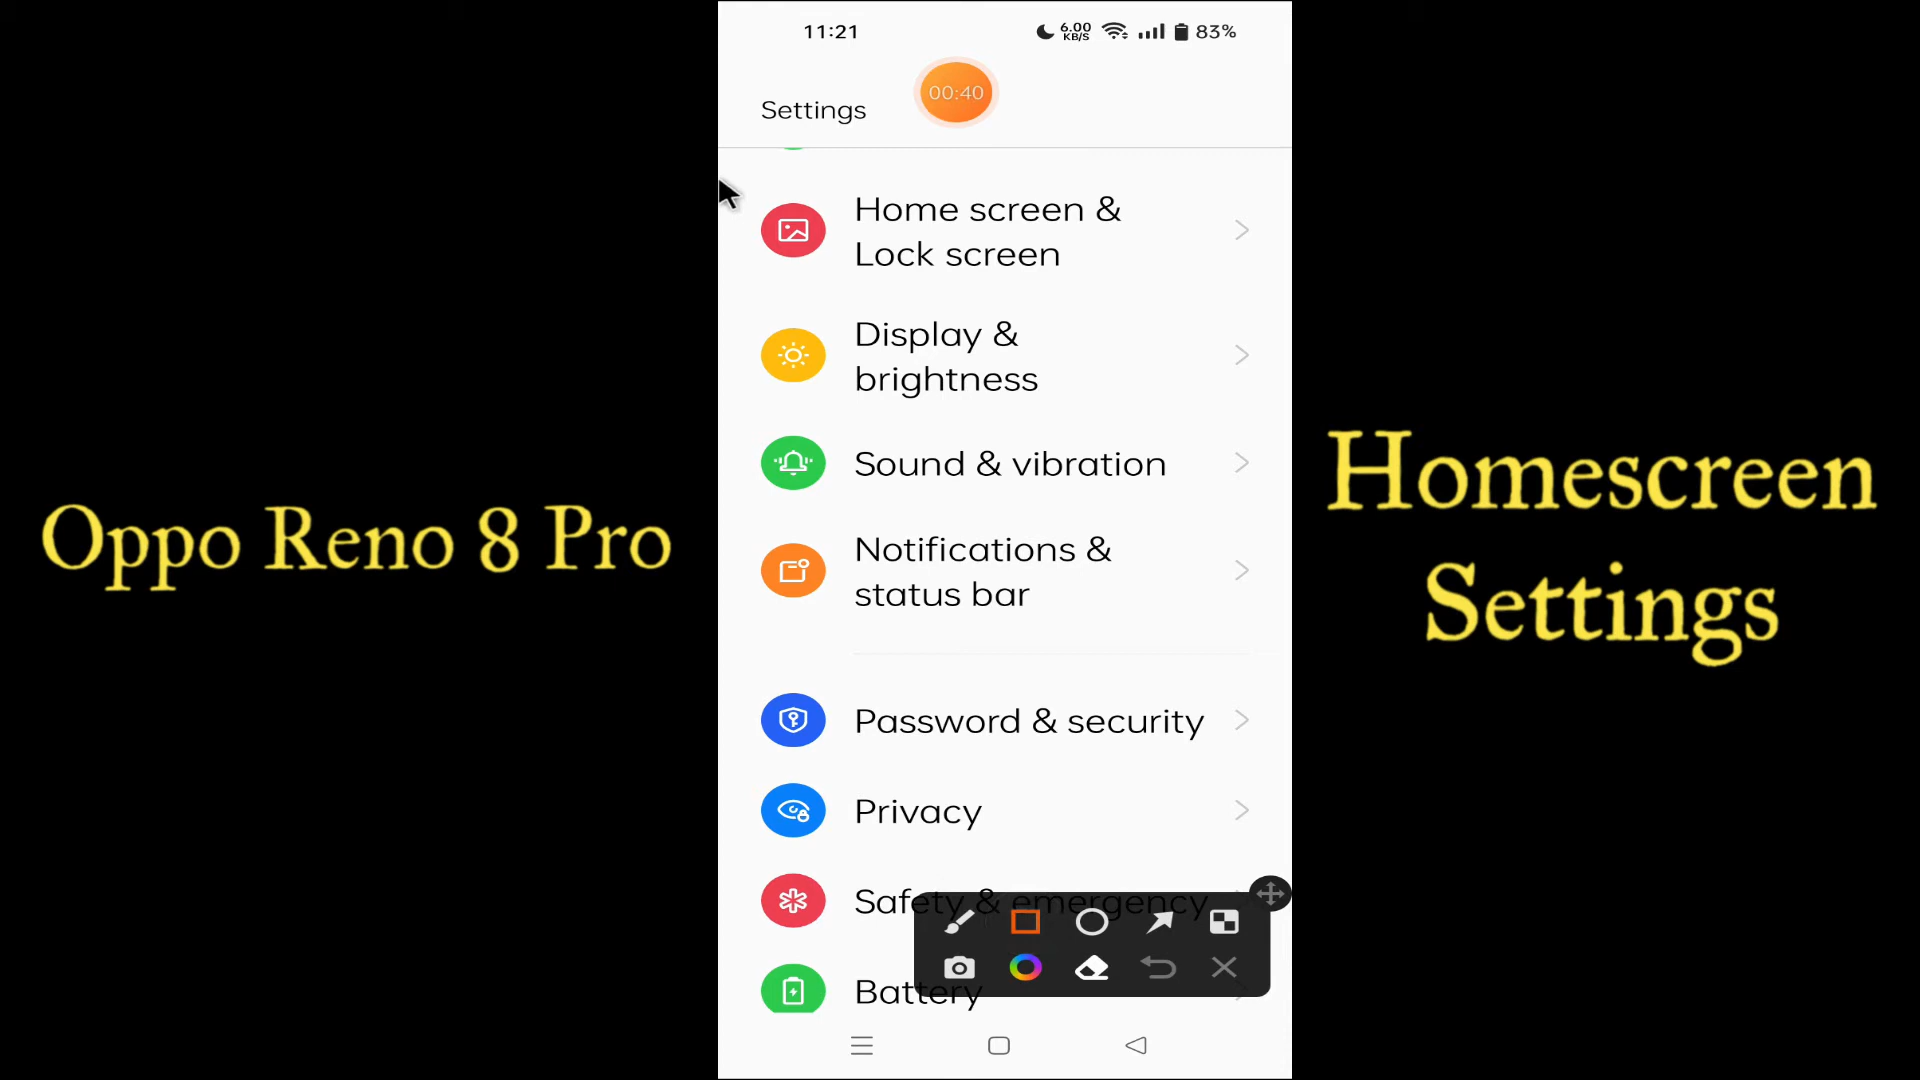 11:21
6.00
KB/S
83%
Settings
00:40
Home screen &
Lock screen
Display &
brightness
Sound & vibration
Notifications &
status bar
Password & security
Privacy
Safety & emergency
Battery
Oppo Reno 8 Pro
Homescreen
Settings